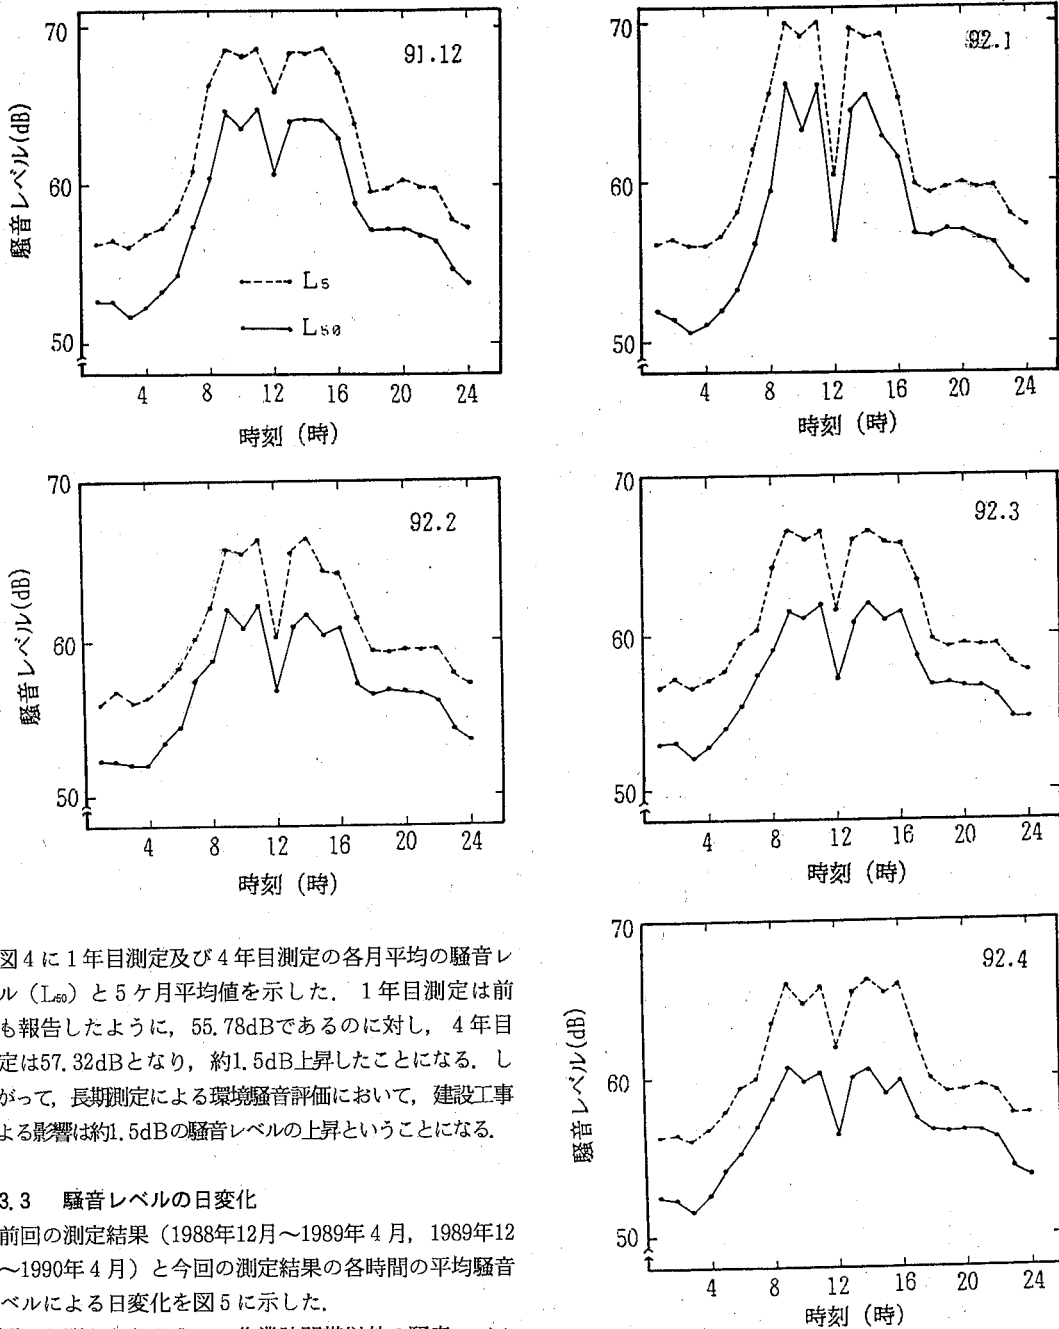 70
60
50
騒音レベル(dB)
91.12
L5
L50
4 8 12 16 20 24
時刻 (時)
70
60
50
92.1
4 8 12 16 20 24
時刻 (時)
70
60
50
騒音レベル(dB)
92.2
4 8 12 16 20 24
時刻 (時)
70
60
50
92.3
4 8 12 16 20 24
時刻 (時)
図4に1年目測定及び4年目測定の各月平均の騒音レ
ル (L50) と5ケ月平均値を示した. 1年目測定は前
も報告したように, 55.78dBであるのに対し, 4年目
定は57.32dBとなり, 約1.5dB上昇したことになる. し
がって, 長期測定による環境騒音評価において, 建設工事
よる影響は約1.5dBの騒音レベルの上昇ということになる.
3.3 騒音レベルの日変化
前回の測定結果 (1988年12月～1989年4月, 1989年12
～1990年4月) と今回の測定結果の各時間の平均騒音
ベルによる日変化を図5に示した.
70
60
50
騒音レベル(dB)
92.4
4 8 12 16 20 24
時刻 (時)